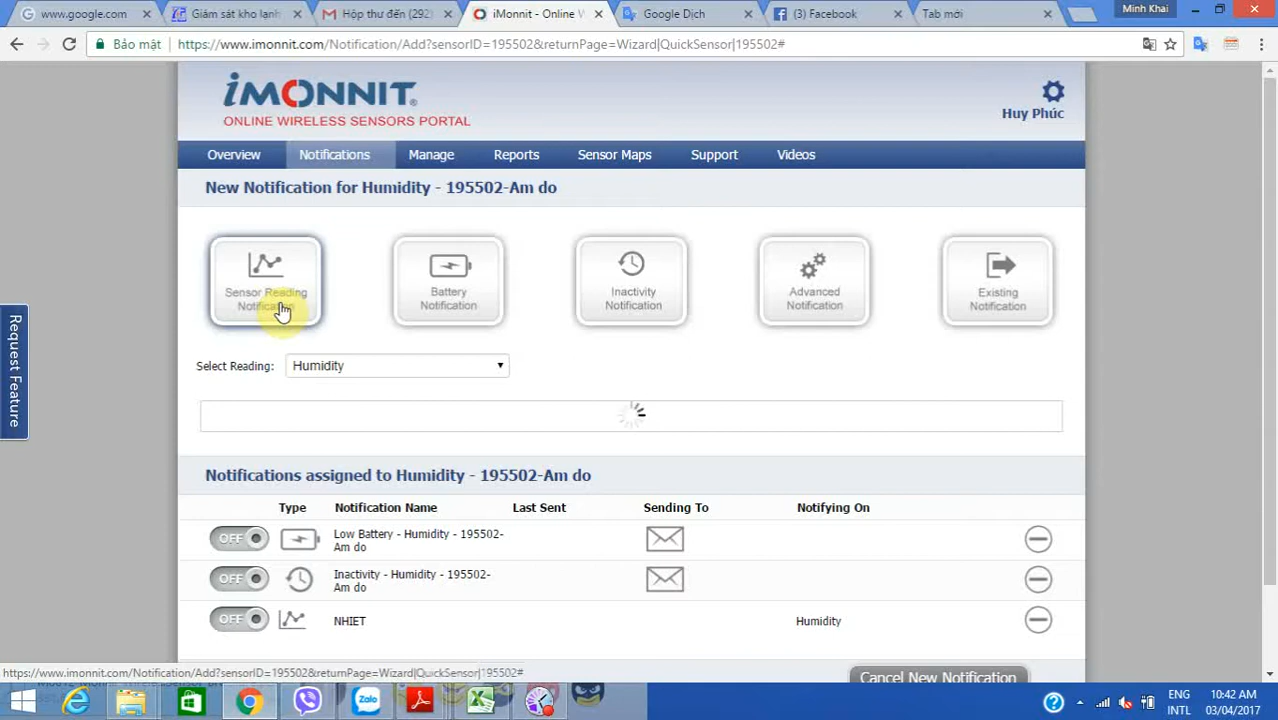 www.google.com
Giám sát kho lạnh
Hộp thư đến (292)
iMonnit - Online W
Google Dịch
(3) Facebook
Tab mới
Minh Khai
Bảo mật
https://www.imonnit.com/Notification/Add?sensorID=195502&returnPage=Wizard|QuickSensor|195502#
iMONNIT
ONLINE WIRELESS SENSORS PORTAL
Huy Phúc
Overview
Notifications
Manage
Reports
Sensor Maps
Support
Videos
New Notification for Humidity - 195502-Am do
Sensor Reading
Notification
Battery
Notification
Inactivity
Notification
Advanced
Notification
Existing
Notification
Request Feature
Select Reading:
Humidity
Notifications assigned to Humidity - 195502-Am do
Type
Notification Name
Last Sent
Sending To
Notifying On
OFF
Low Battery - Humidity - 195502-
Am do
OFF
Inactivity - Humidity - 195502-
Am do
OFF
NHIET
Humidity
https://www.imonnit.com/Notification/Add?sensorID=195502&returnPage=Wizard|QuickSensor|195502#
Cancel New Notification
Zalo
ENG
INTL
10:42 AM
03/04/2017